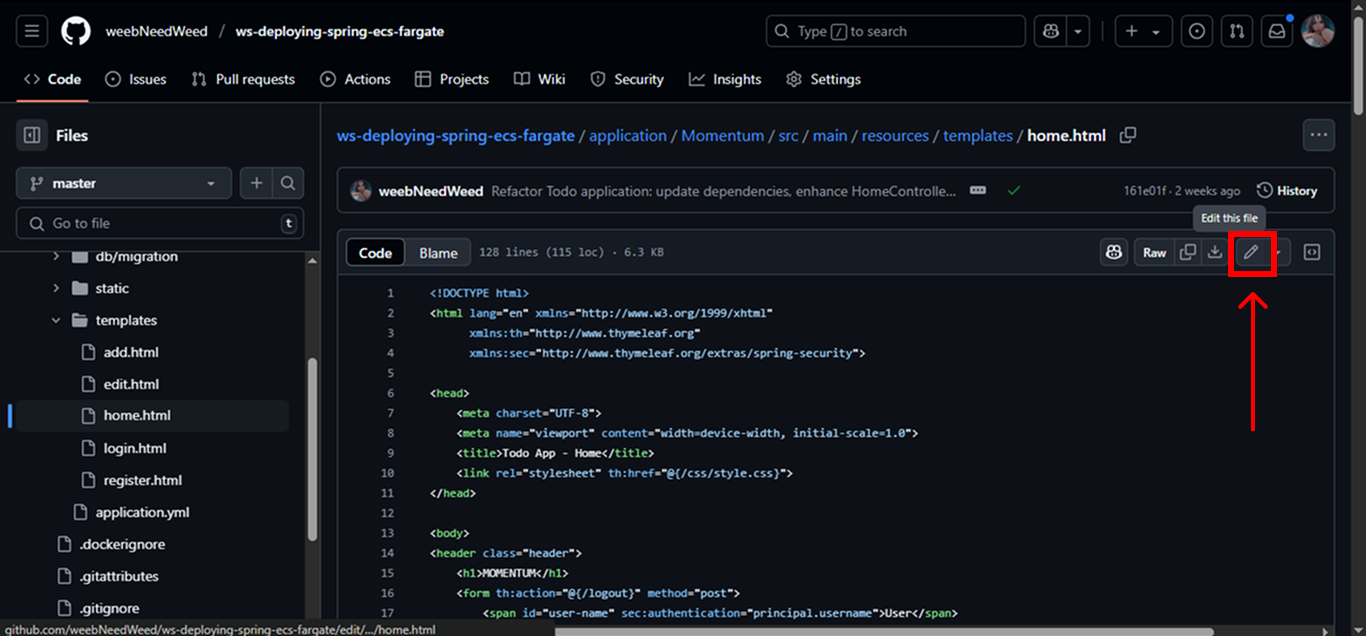 weebNeedWeed / ws-deploying-spring-ecs-fargate
Type / to search
Code
Issues
Pull requests
Actions
Projects
Wiki
Security
Insights
Settings
Files
master
Go to file
t
db/migration
static
templates
add.html
edit.html
home.html
login.html
register.html
application.yml
.dockerignore
.gitattributes
.gitignore
ws-deploying-spring-ecs-fargate / application / Momentum / src / main / resources / templates / home.html
weebNeedWeed Refactor Todo application: update dependencies, enhance HomeControlle...
161e01f · 2 weeks ago
History
Edit this file
Code
Blame
128 lines (115 loc) · 6.3 KB
Raw
1 <!DOCTYPE html>
2 <html lang="en" xmlns="http://www.w3.org/1999/xhtml"
3 xmlns:th="http://www.thymeleaf.org"
4 xmlns:sec="http://www.thymeleaf.org/extras/spring-security">
5
6 <head>
7 <meta charset="UTF-8">
8 <meta name="viewport" content="width=device-width, initial-scale=1.0">
9 <title>Todo App - Home</title>
10 <link rel="stylesheet" th:href="@{/css/style.css}">
11 </head>
12
13 <body>
14 <header class="header">
15 <h1>MOMENTUM</h1>
16 <form th:action="@{/logout}" method="post">
17 <span id="user-name" sec:authentication="principal.username">User</span>
github.com/weebNeedWeed/ws-deploying-spring-ecs-fargate/edit/.../home.html